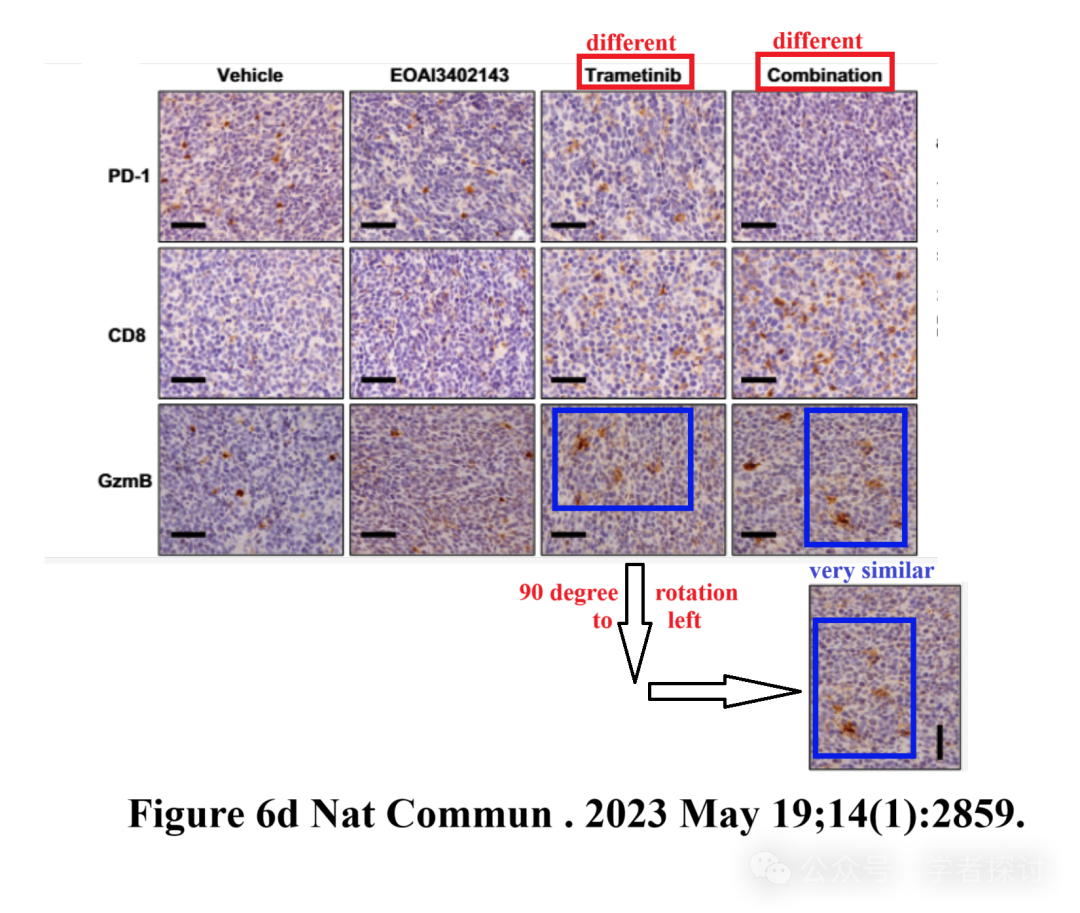 different different
Vehicle EOAI3402143 Trametinib Combination
PD-1
CD8
GzmB
very similar
90 degree rotation
to left
Figure 6d Nat Commun . 2023 May 19;14(1):2859.
公众号 学者探讨